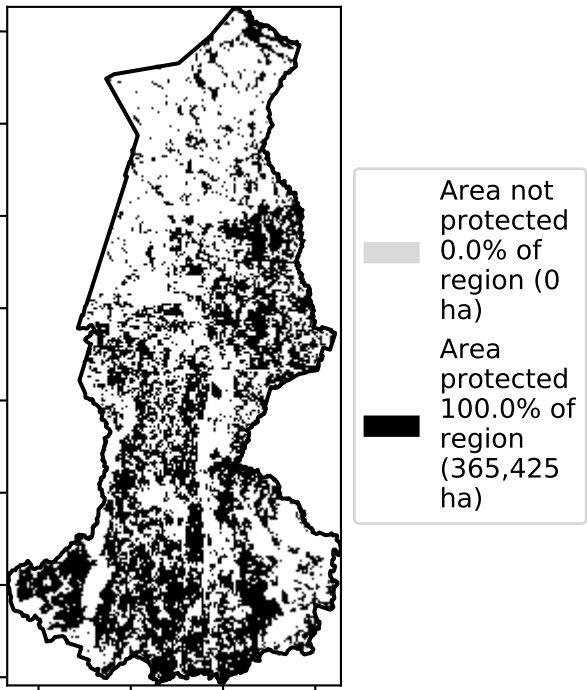 Area not
protected
0.0% of
region (0
ha)
Area
protected
100.0% of
region
(365,425
ha)